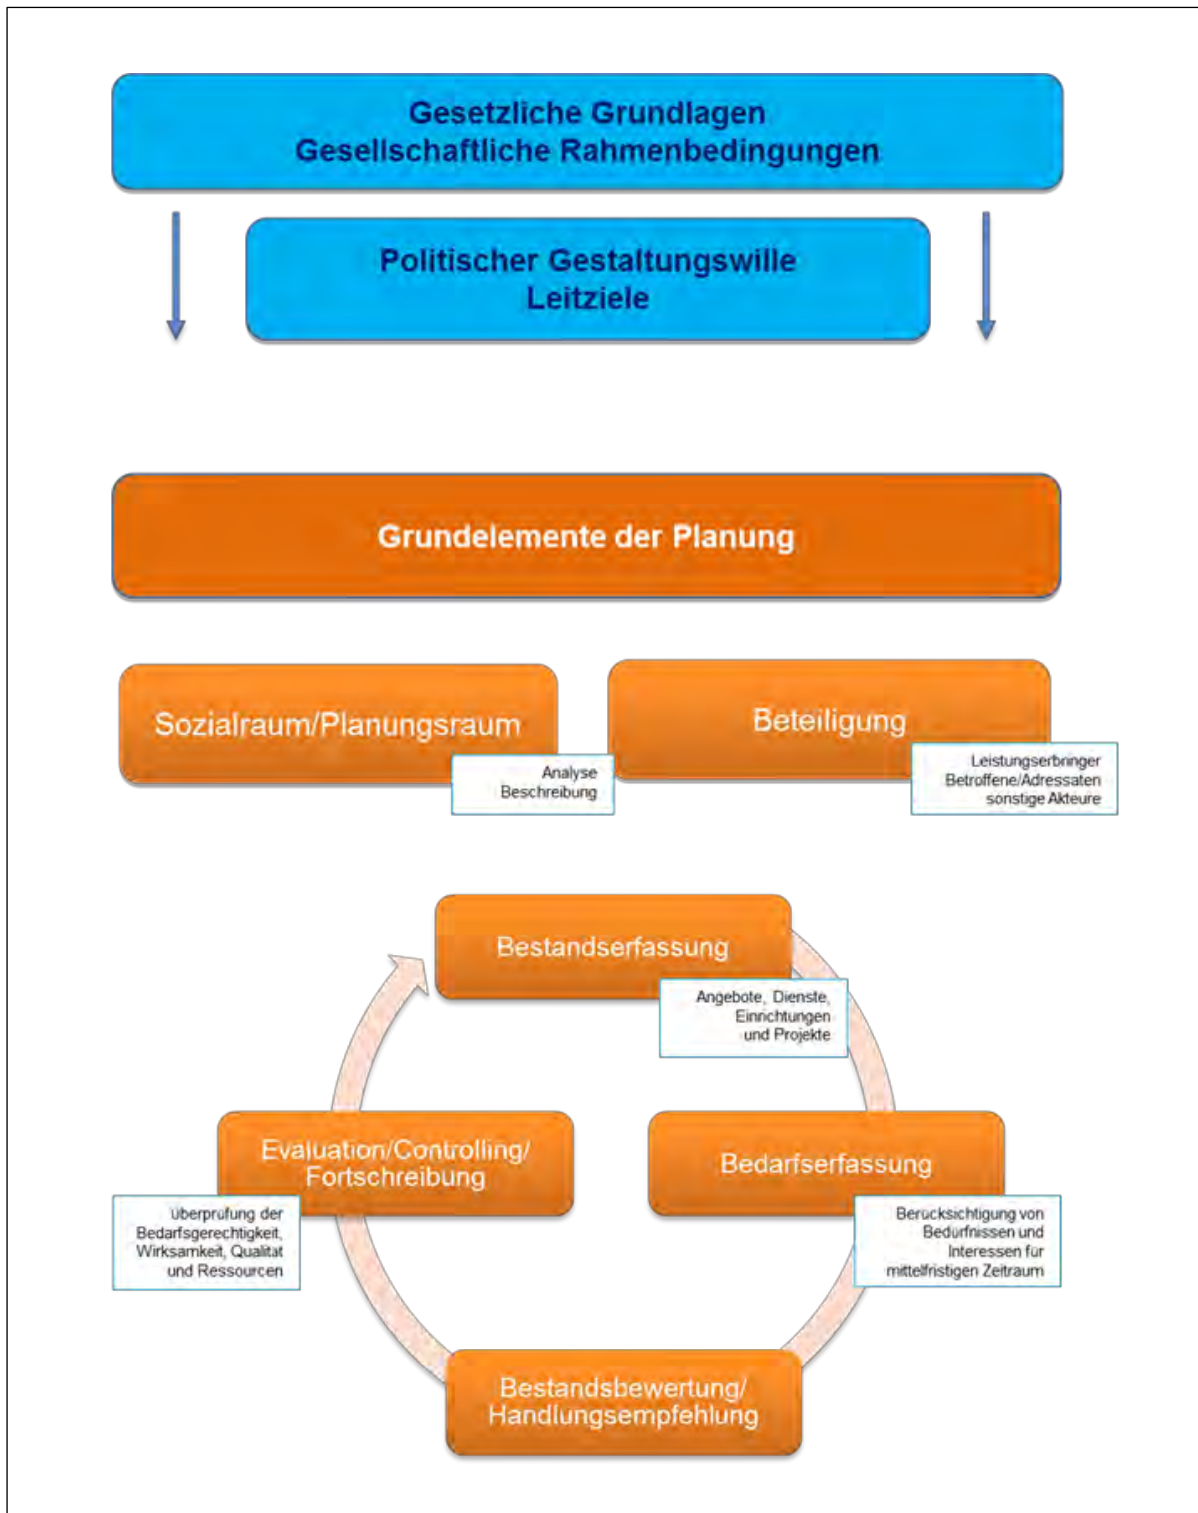 Gesetzliche Grundlagen
Gesellschaftliche Rahmenbedingungen
Politischer Gestaltungswille
Leitziele
Grundelemente der Planung
Sozialraum/Planungsraum
Analyse
Beschreibung
Beteiligung
Leistungserbringer
Betroffene/Adressaten
sonstige Akteure
Bestandserfassung
Angebote, Dienste,
Einrichtungen
und Projekte
Bedarfserfassung
Berücksichtigung von
Bedürfnissen und
Interessen für
mittelfristigen Zeitraum
Bestandsbewertung/
Handlungsempfehlung
Evaluation/Controlling/
Fortschreibung
überprüfung der
Bedarfsgerechtigkeit,
Wirksamkeit, Qualität
und Ressourcen